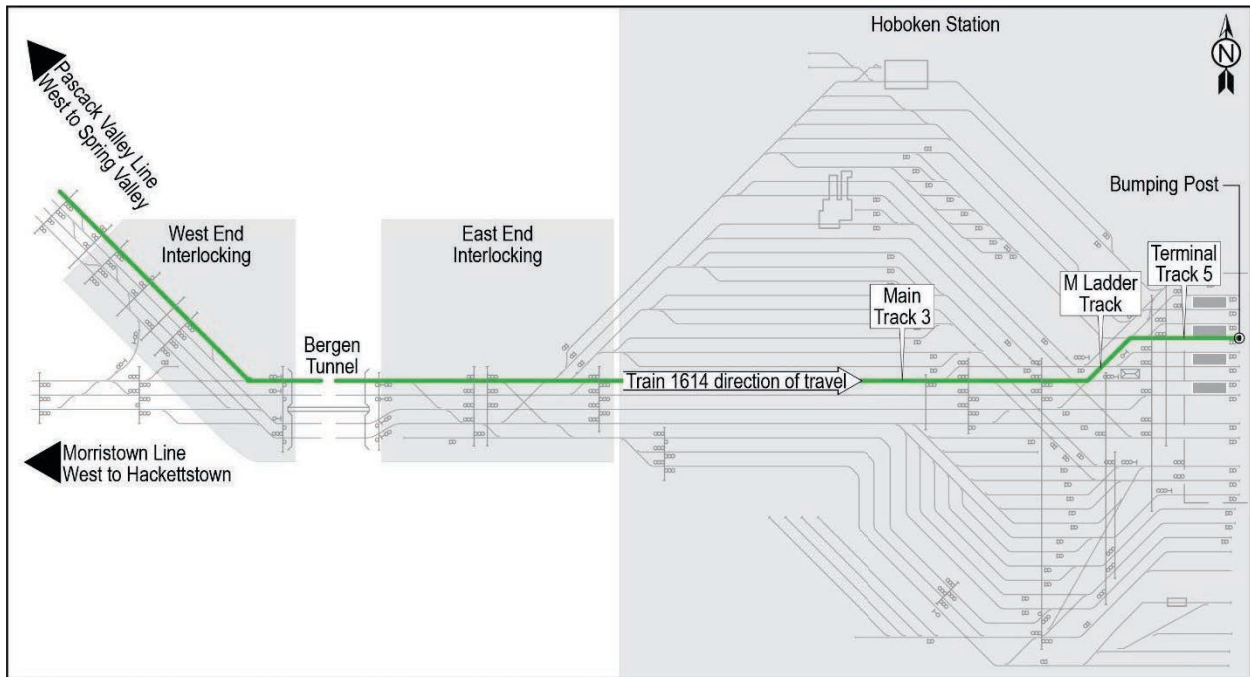 Hoboken Station
N
Pascack Valley Line
West to Spring Valley
West End
Interlocking
East End
Interlocking
Bumping Post
Terminal
Track 5
M Ladder
Track
Main
Track 3
Bergen
Tunnel
Train 1614 direction of travel
Morristown Line
West to Hackettstown